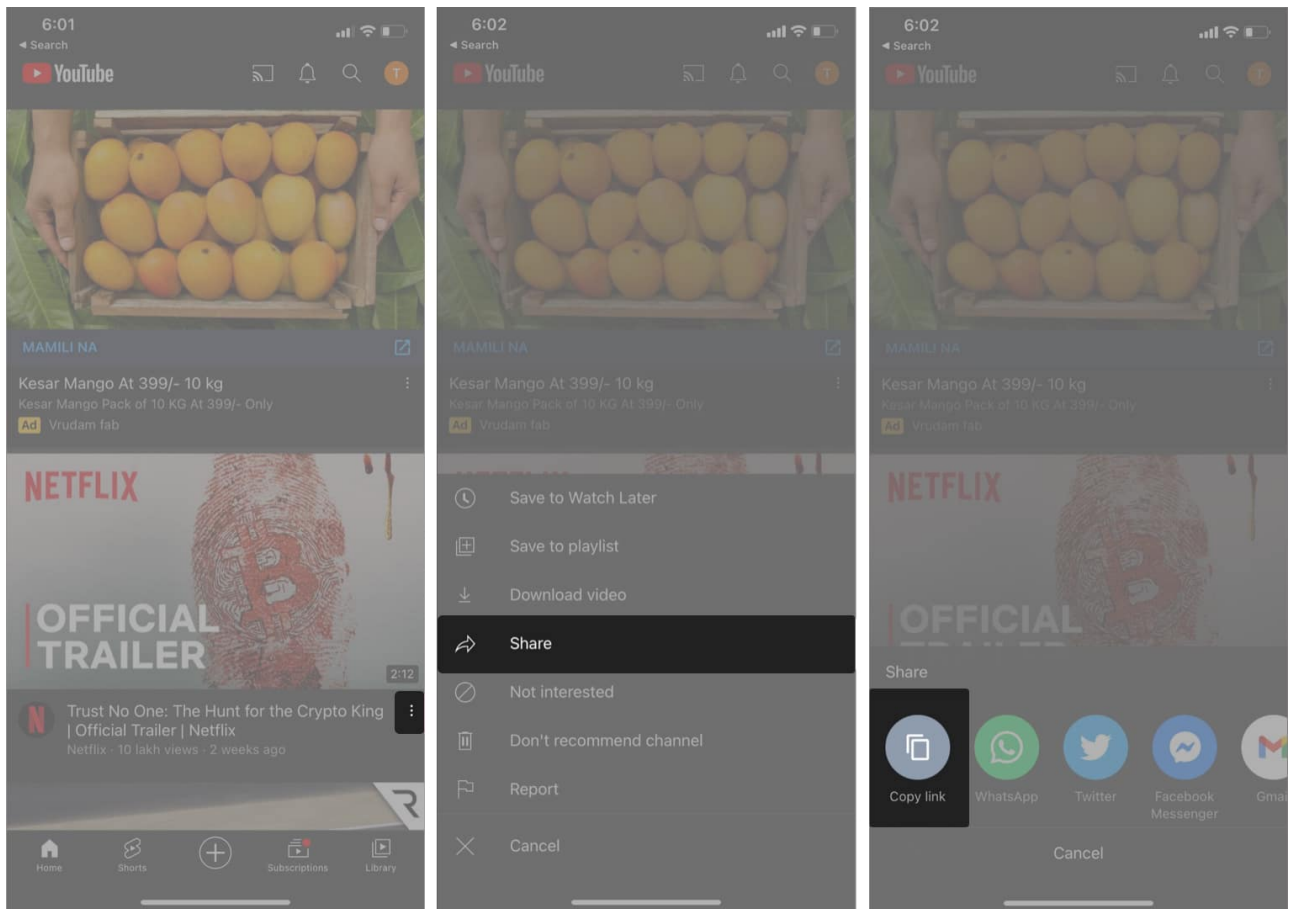 6:01
Search
YouTube
T
MAMILI NA
Kesar Mango At 399/- 10 kg
Kesar Mango Pack of 10 KG At 399/- Only
Ad Vrudam fab
NETFLIX
OFFICIAL
TRAILER
2:12
N
Trust No One: The Hunt for the Crypto King
| Official Trailer | Netflix
Netflix · 10 lakh views · 2 weeks ago
R
Home
Shorts
Subscriptions
Library
6:02
Search
YouTube
T
MAMILI NA
Kesar Mango At 399/- 10 kg
Kesar Mango Pack of 10 KG At 399/- Only
Ad Vrudam fab
Save to Watch Later
Save to playlist
Download video
Share
Not interested
Don't recommend channel
Report
Cancel
6:02
Search
YouTube
T
MAMILI NA
Kesar Mango At 399/- 10 kg
Kesar Mango Pack of 10 KG At 399/- Only
Ad Vrudam fab
NETFLIX
OFFICIAL
Share
Copy link
WhatsApp
Twitter
Facebook
Messenger
Gmai
Cancel